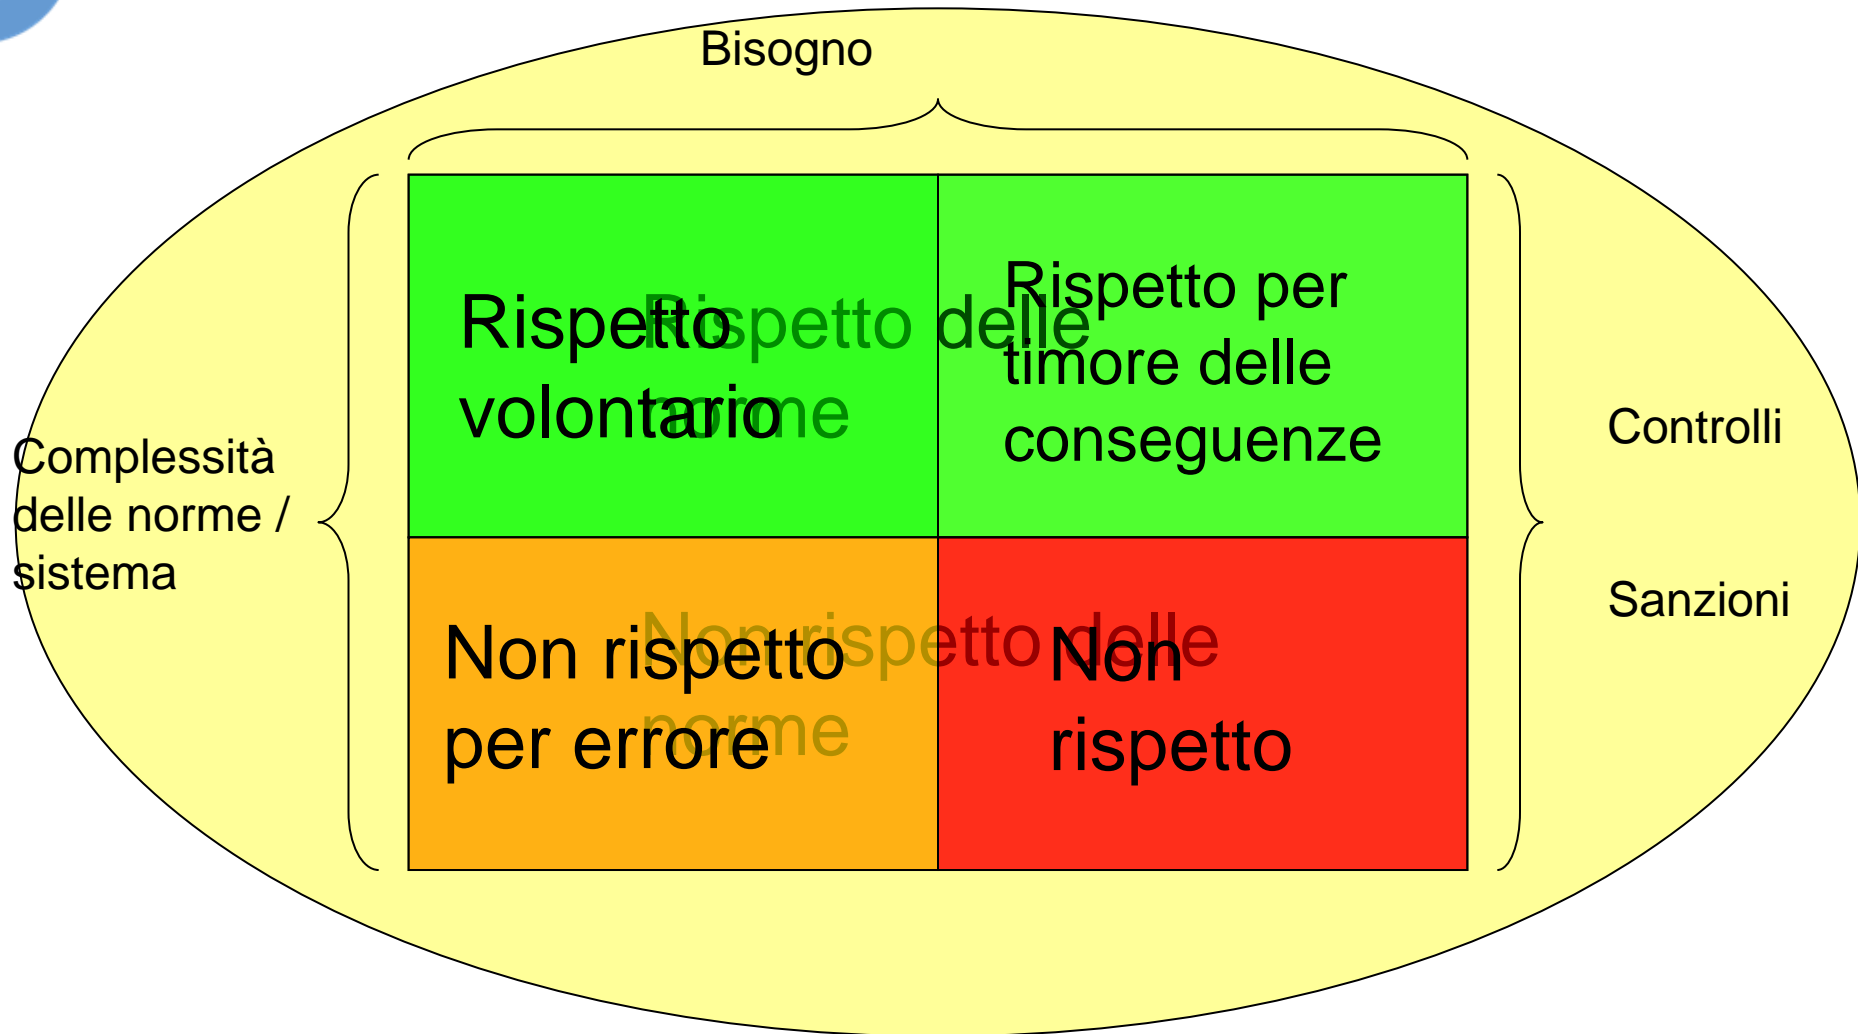 Bisogno
Rispetto
volontario
Rispetto delle
norme
Rispetto per
timore delle
conseguenze
Complessità
delle norme /
sistema
Controlli
Sanzioni
Non rispetto
per errore
Non rispetto delle
norme
Non
rispetto